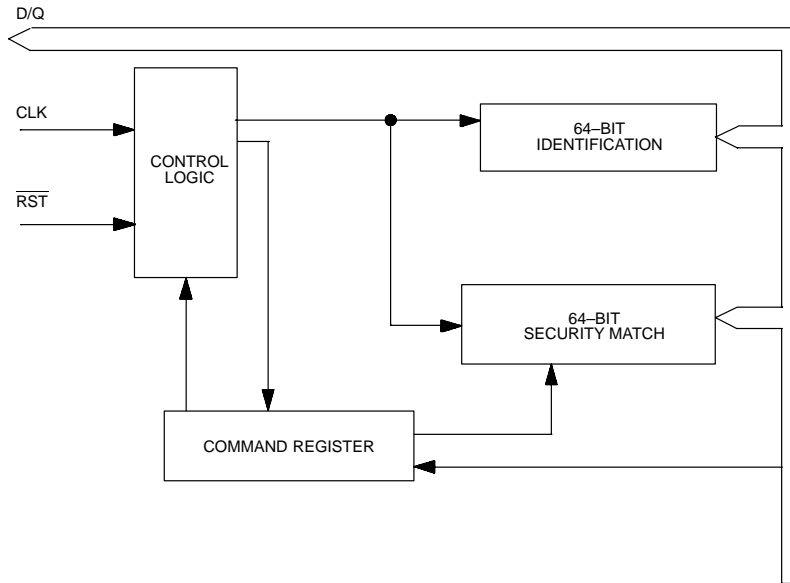 D/Q
CLK
RST
CONTROL
LOGIC
64–BIT
IDENTIFICATION
64–BIT
SECURITY MATCH
COMMAND REGISTER